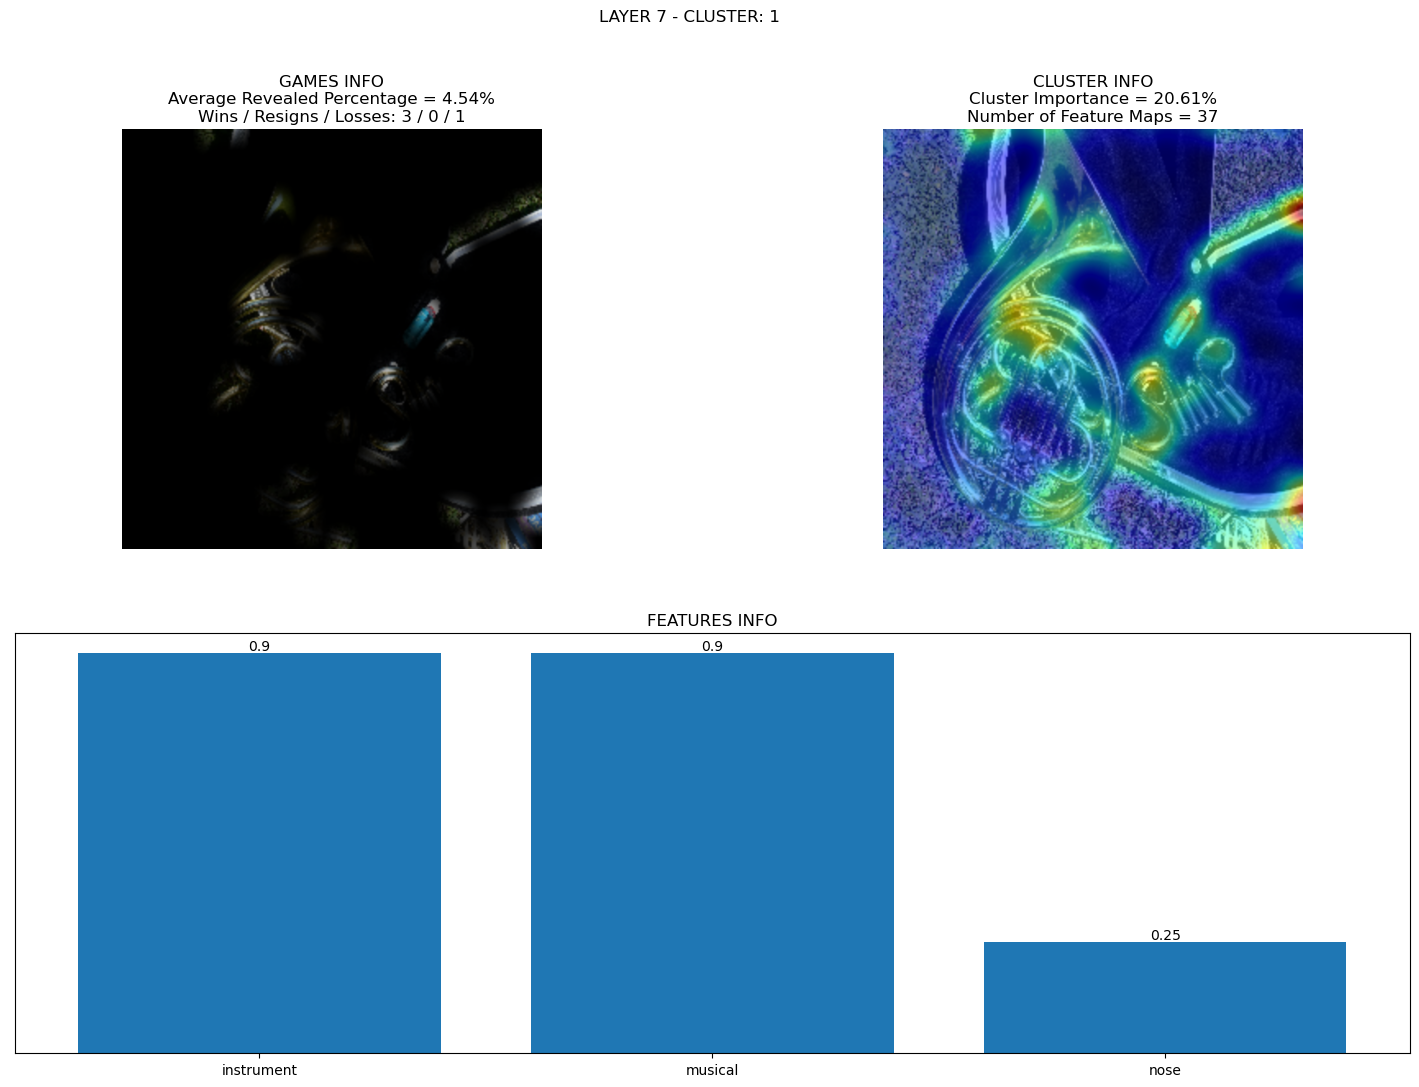 LAYER 7 - CLUSTER: 1
GAMES INFO
Average Revealed Percentage = 4.54%
Wins / Resigns / Losses: 3 / 0 / 1
CLUSTER INFO
Cluster Importance = 20.61%
Number of Feature Maps = 37
FEATURES INFO
0.9
0.9
0.25
instrument
musical
nose